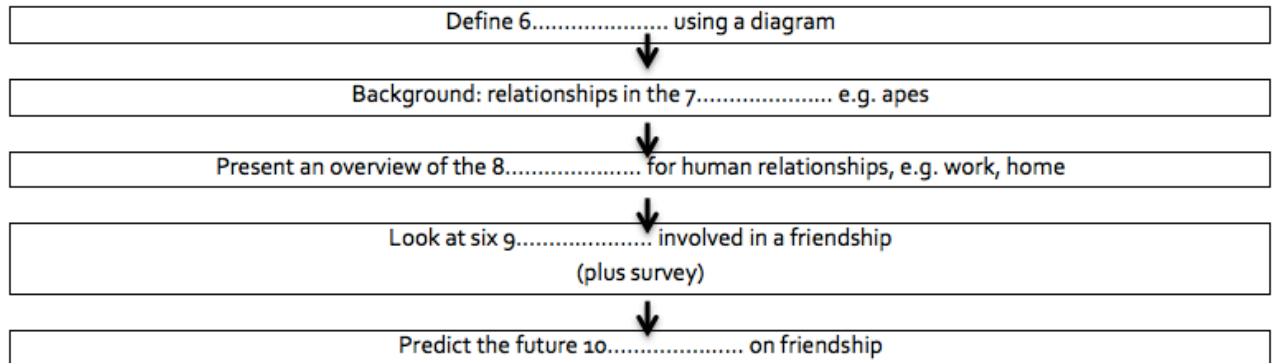 Define 6..................... using a diagram
Background: relationships in the 7..................... e.g. apes
Present an overview of the 8..................... for human relationships, e.g. work, home
Look at six 9..................... involved in a friendship
(plus survey)
Predict the future 10..................... on friendship